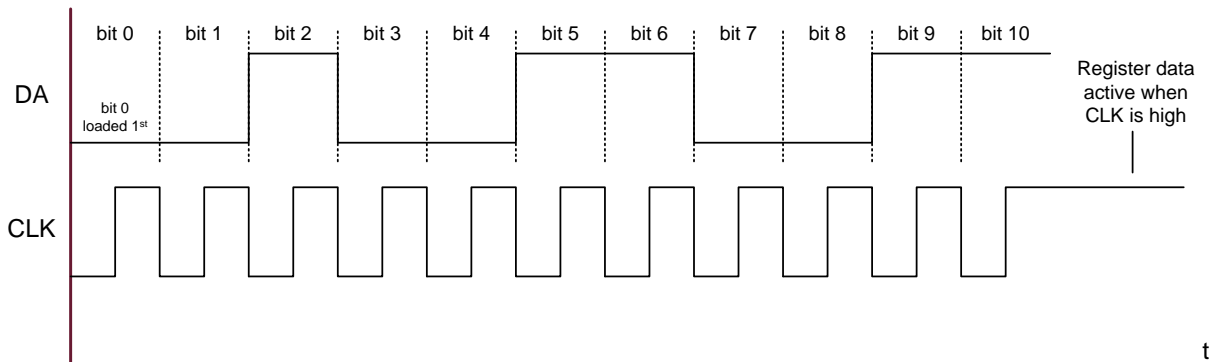 bit 0 bit 1 bit 2 bit 3 bit 4 bit 5 bit 6 bit 7 bit 8 bit 9 bit 10
DA
bit 0
loaded 1st
Register data
active when
CLK is high
CLK
t